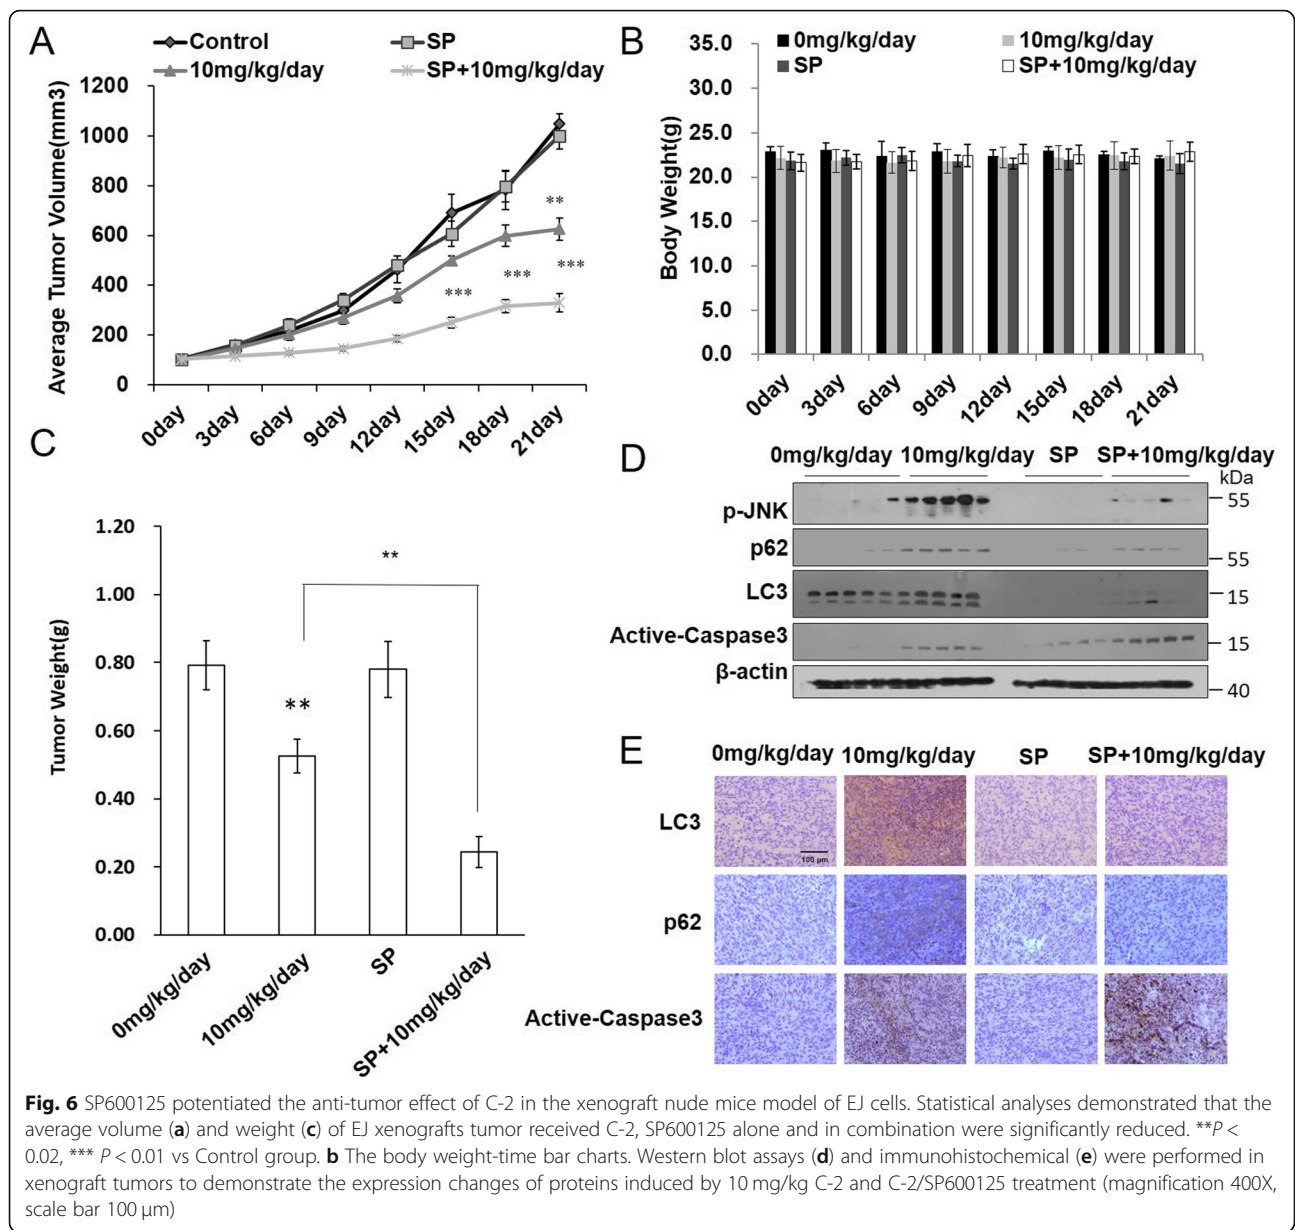 A
Control
SP
10mg/kg/day
SP+10mg/kg/day
Average Tumor Volume(mm3)
1200
1000
800
600
400
200
0
**
***
***
***
0day
3day
6day
9day
12day
15day
18day
21day
B
0mg/kg/day
10mg/kg/day
SP
SP+10mg/kg/day
Body Weight(g)
35.0
30.0
25.0
20.0
15.0
10.0
5.0
0.0
0day
3day
6day
9day
12day
15day
18day
21day
C
Tumor Weight(g)
1.20
1.00
0.80
0.60
0.40
0.20
0.00
**
**
0mg/kg/day
10mg/kg/day
SP
SP+10mg/kg/day
D
0mg/kg/day 10mg/kg/day SP SP+10mg/kg/day
kDa
p-JNK 55
p62 55
LC3 15
Active-Caspase3 15
β-actin 40
E
0mg/kg/day 10mg/kg/day SP SP+10mg/kg/day
LC3
100 µm
p62
Active-Caspase3
Fig. 6 SP600125 potentiated the anti-tumor effect of C-2 in the xenograft nude mice model of EJ cells. Statistical analyses demonstrated that the
average volume (a) and weight (c) of EJ xenografts tumor received C-2, SP600125 alone and in combination were significantly reduced. **P <
0.02, *** P < 0.01 vs Control group. b The body weight-time bar charts. Western blot assays (d) and immunohistochemical (e) were performed in
xenograft tumors to demonstrate the expression changes of proteins induced by 10 mg/kg C-2 and C-2/SP600125 treatment (magnification 400X,
scale bar 100 µm)